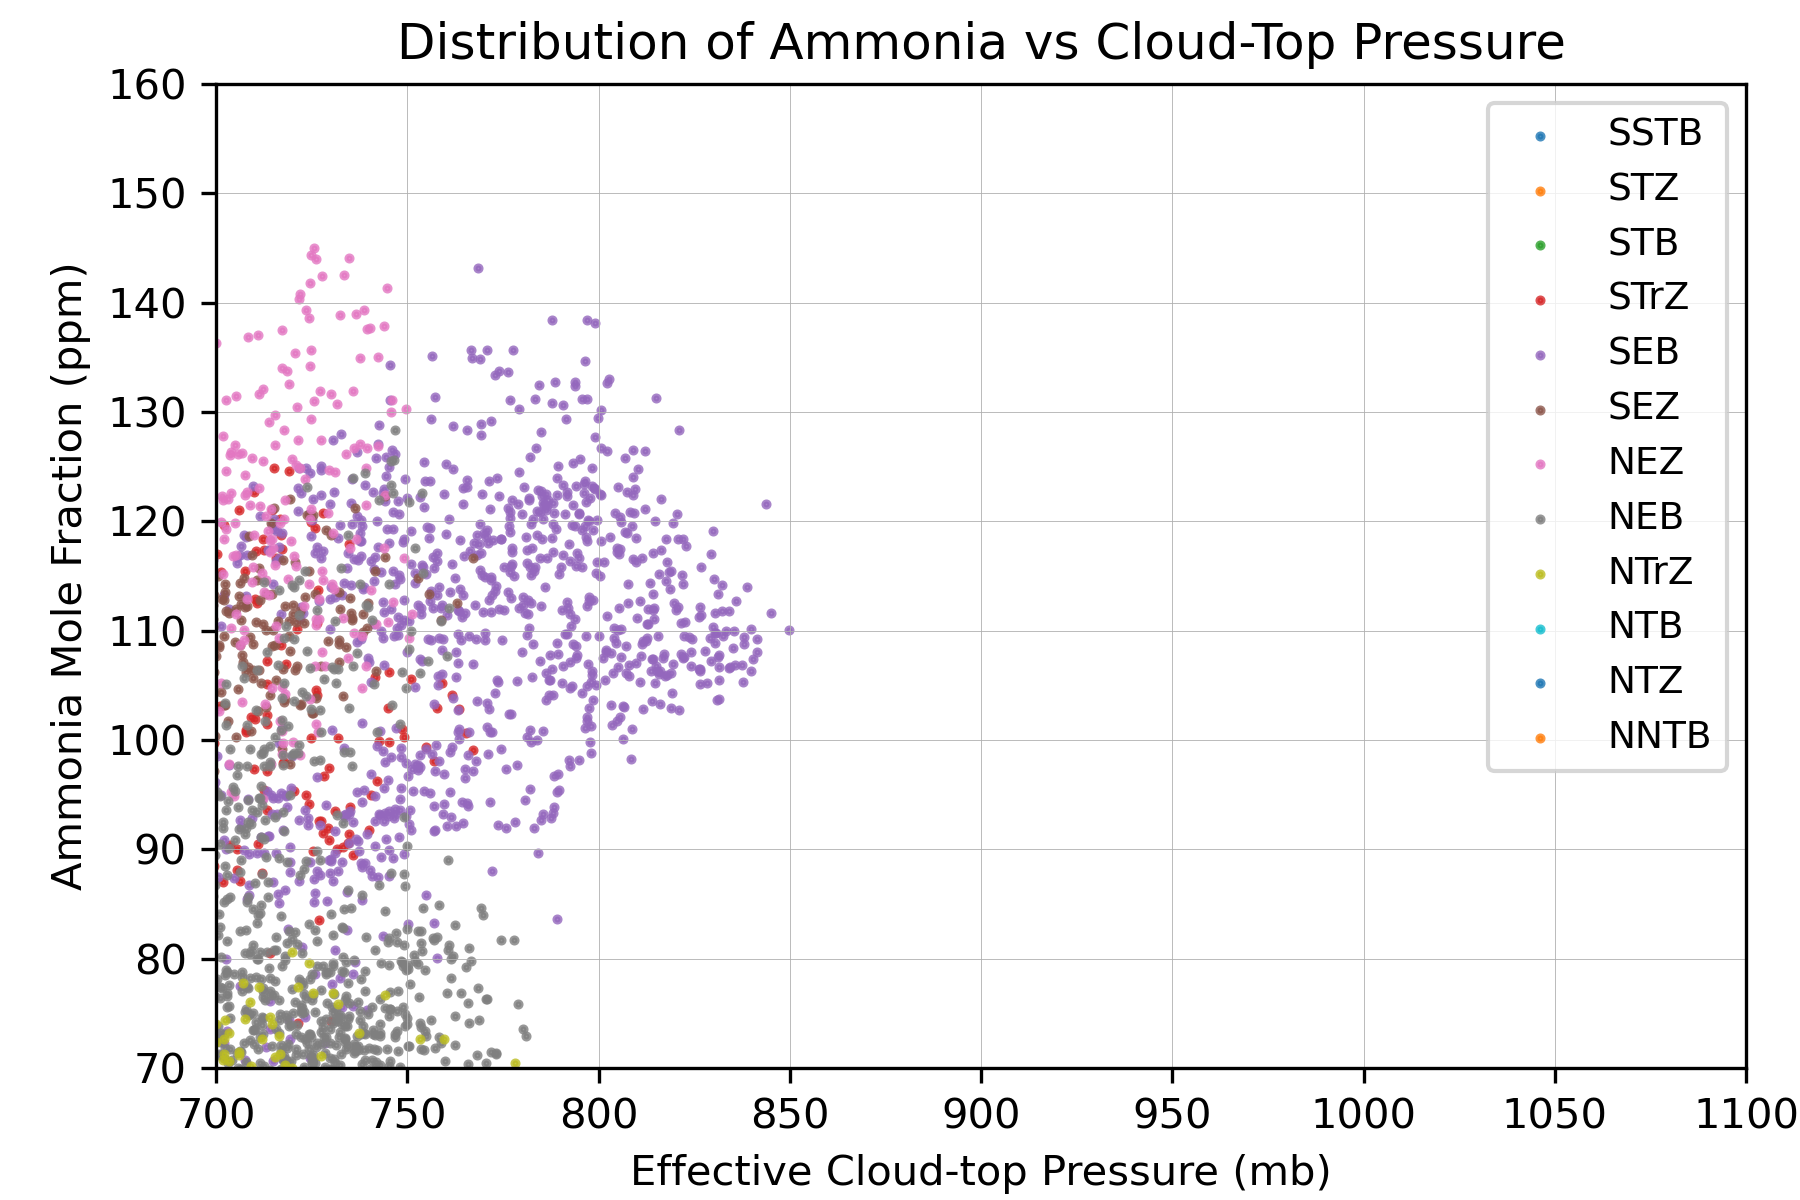 Distribution of Ammonia vs Cloud-Top Pressure
160
150
140
130
120
110
100
90
80
70
Ammonia Mole Fraction (ppm)
SSTB
STZ
STB
STrZ
SEB
SEZ
NEZ
NEB
NTrZ
NTB
NTZ
NNTB
700 750 800 850 900 950 1000 1050 1100
Effective Cloud-top Pressure (mb)